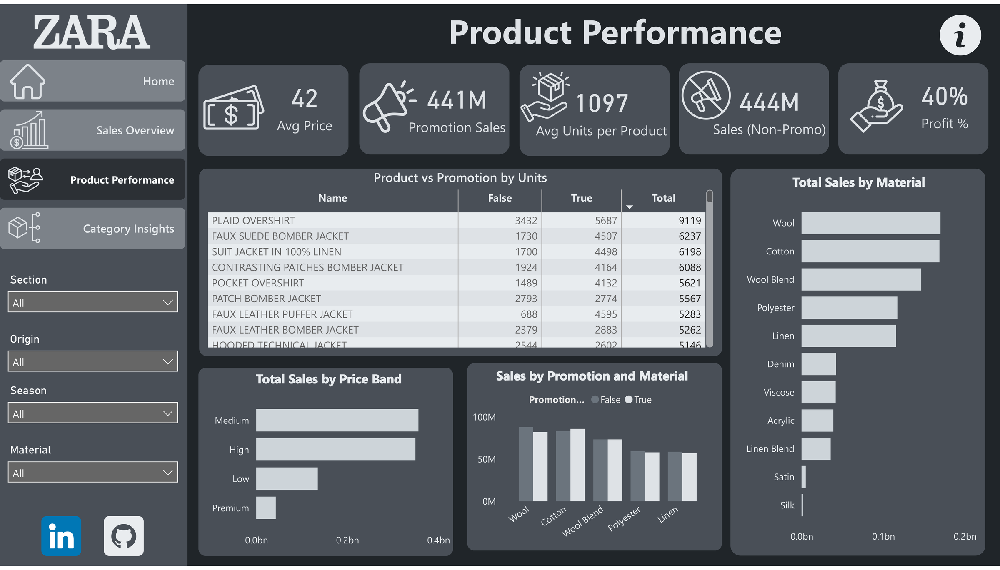 ZARA
Product Performance
i
Home
Sales Overview
Product Performance
Category Insights
42
Avg Price
441M
Promotion Sales
1097
Avg Units per Product
444M
Sales (Non-Promo)
40%
Profit %
Section
All
Origin
All
Season
All
Material
All
in
Product vs Promotion by Units
Name False True Total
PLAID OVERSHIRT 3432 5687 9119
FAUX SUEDE BOMBER JACKET 1730 4507 6237
SUIT JACKET IN 100% LINEN 1700 4498 6198
CONTRASTING PATCHES BOMBER JACKET 1924 4164 6088
POCKET OVERSHIRT 1489 4132 5621
PATCH BOMBER JACKET 2793 2774 5567
FAUX LEATHER PUFFER JACKET 688 4595 5283
FAUX LEATHER BOMBER JACKET 2379 2883 5262
HOODED TECHNICAL JACKET 2544 2602 5146
Total Sales by Price Band
Medium
High
Low
Premium
0.0bn 0.2bn 0.4bn
Sales by Promotion and Material
Promotion... False True
100M
50M
0M
Wool Cotton Wool Blend Polyester Linen
Total Sales by Material
Wool
Cotton
Wool Blend
Polyester
Linen
Denim
Viscose
Acrylic
Linen Blend
Satin
Silk
0.0bn 0.1bn 0.2bn